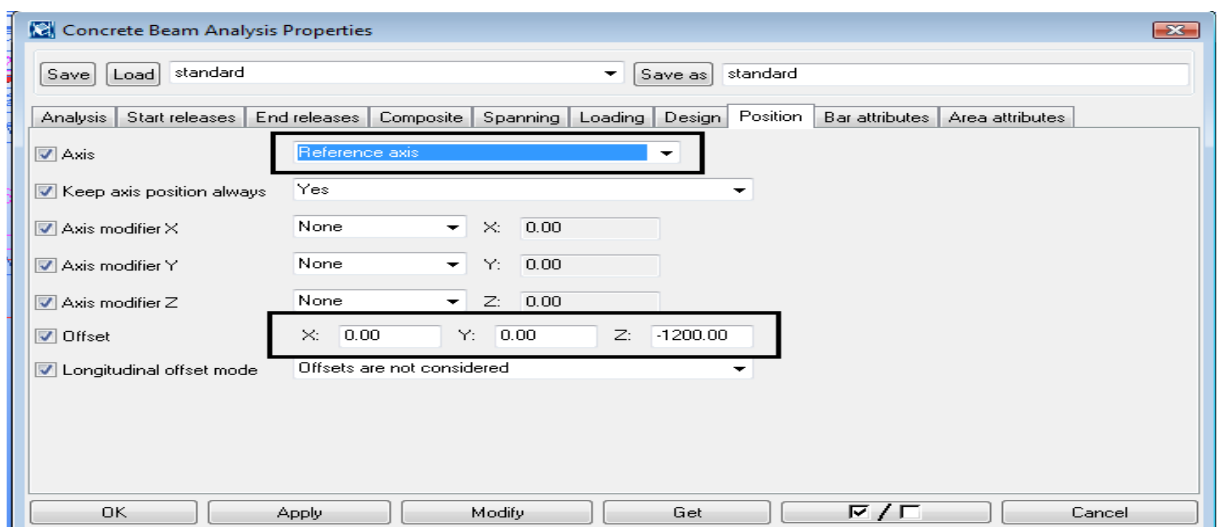 Concrete Beam Analysis Properties
Save Load standard Save as standard
Analysis Start releases End releases Composite Spanning Loading Design Position Bar attributes Area attributes
Axis Reference axis
Keep axis position always Yes
Axis modifier X None X: 0.00
Axis modifier Y None Y: 0.00
Axis modifier Z None Z: 0.00
Offset X: 0.00 Y: 0.00 Z: -1200.00
Longitudinal offset mode Offsets are not considered
OK Apply Modify Get / Cancel